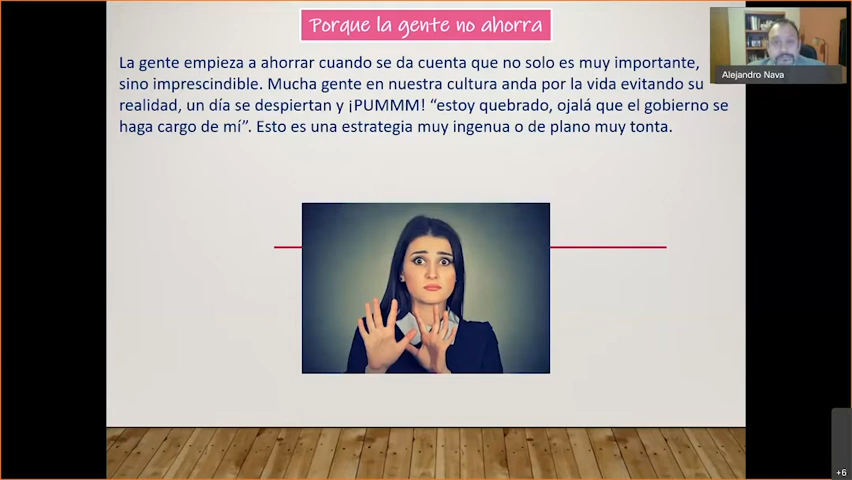 Porque la gente no ahorra
La gente empieza a ahorrar cuando se da cuenta que no solo es muy importante,
sino imprescindible. Mucha gente en nuestra cultura anda por la vida evitando su
realidad, un día se despiertan y ¡PUMMM! “estoy quebrado, ojalá que el gobierno se
haga cargo de mí”. Esto es una estrategia muy ingenua o de plano muy tonta.
Alejandro Nava
+6